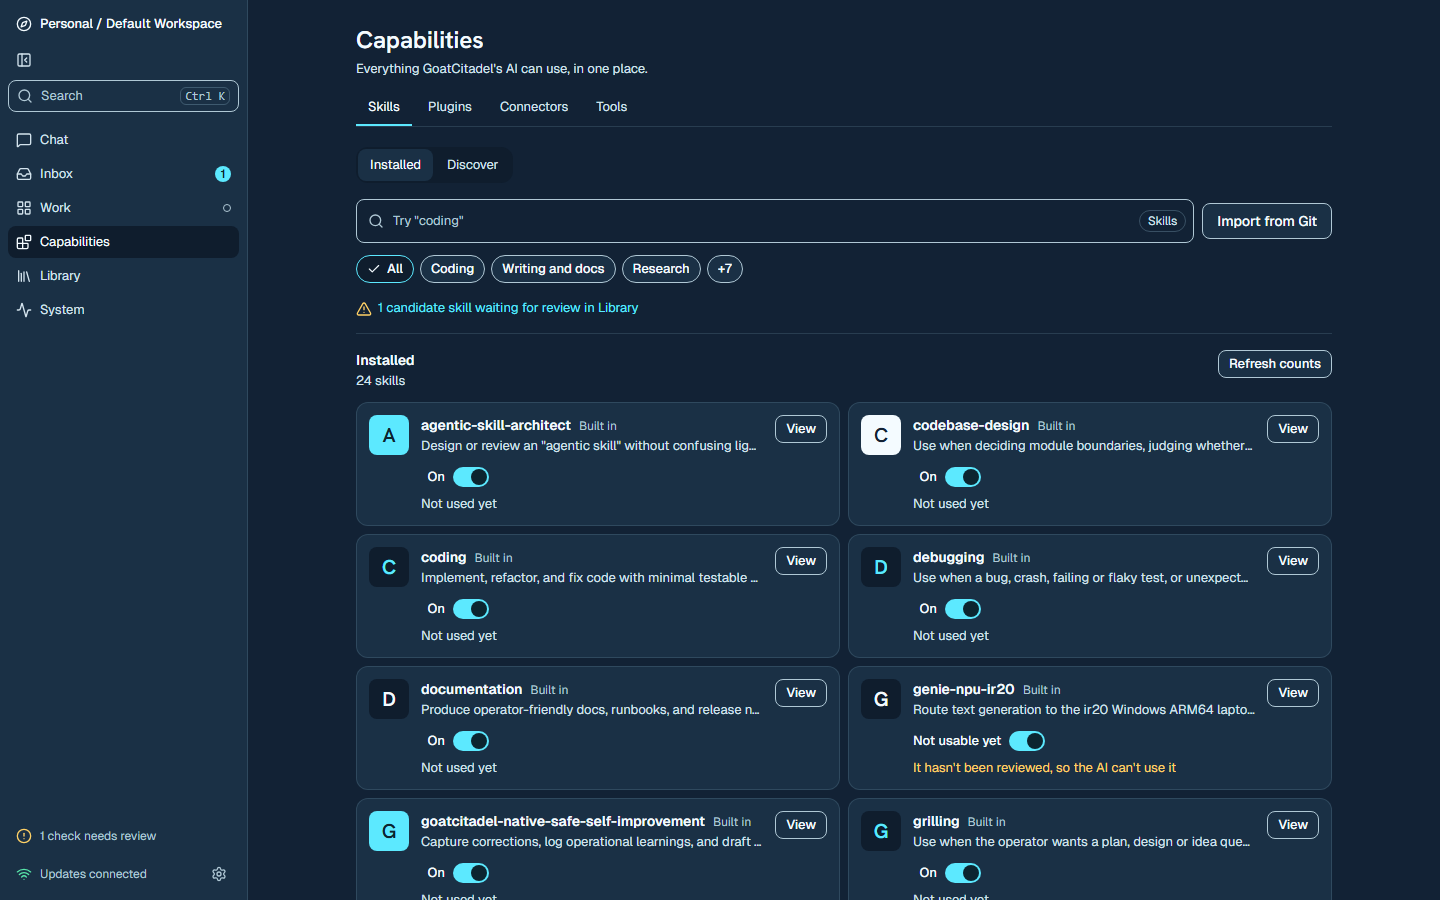 Personal / Default Workspace
Search
Ctrl K
Chat
Inbox
1
Work
Capabilities
Library
System
1 check needs review
Updates connected
Capabilities
Everything GoatCitadel's AI can use, in one place.
Skills Plugins Connectors Tools
Installed Discover
Try "coding"
Skills
Import from Git
All Coding Writing and docs Research +7
1 candidate skill waiting for review in Library
Installed
24 skills
Refresh counts
A
agentic-skill-architect Built in
View
Design or review an "agentic skill" without confusing lig...
On
Not used yet
C
codebase-design Built in
View
Use when deciding module boundaries, judging whether...
On
Not used yet
C
coding Built in
View
Implement, refactor, and fix code with minimal testable ...
On
Not used yet
D
debugging Built in
View
Use when a bug, crash, failing or flaky test, or unexpect...
On
Not used yet
D
documentation Built in
View
Produce operator-friendly docs, runbooks, and release n...
On
Not used yet
G
genie-npu-ir20 Built in
View
Route text generation to the ir20 Windows ARM64 lapto...
Not usable yet
It hasn't been reviewed, so the AI can't use it
G
goatcitadel-native-safe-self-improvement Built in
View
Capture corrections, log operational learnings, and draft ...
On
Not used yet
G
grilling Built in
View
Use when the operator wants a plan, design or idea que...
On
Not used yet